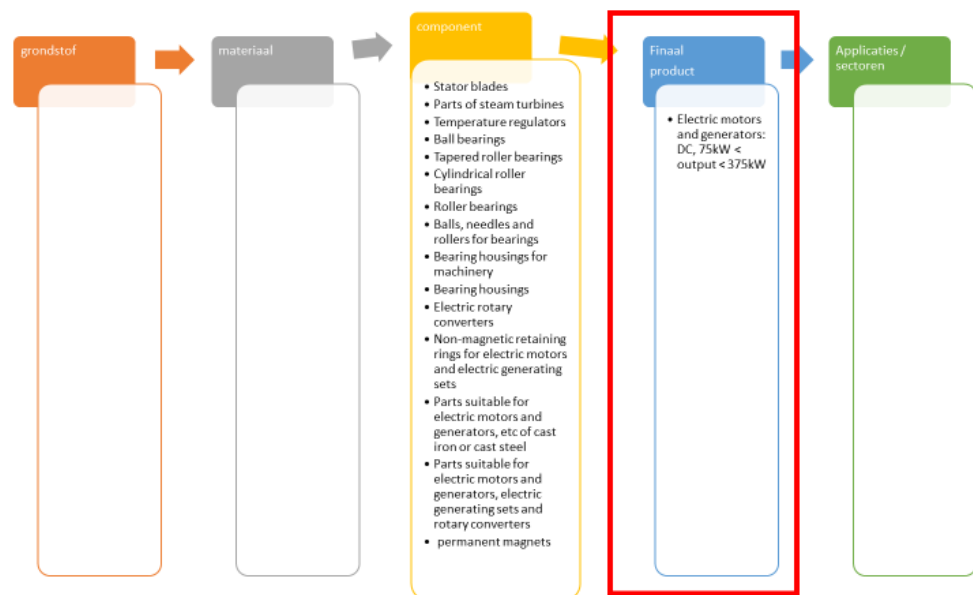 grondstof
materiaal
component
• Stator blades
• Parts of steam turbines
• Temperature regulators
• Ball bearings
• Tapered roller bearings
• Cylindrical roller
bearings
• Roller bearings
• Balls, needles and
rollers for bearings
• Bearing housings for
machinery
• Bearing housings
• Electric rotary
converters
• Non-magnetic retaining
rings for electric motors
and electric generating
sets
• Parts suitable for
electric motors and
generators, etc of cast
iron or cast steel
• Parts suitable for
electric motors and
generators, electric
generating sets and
rotary converters
• permanent magnets
Finaal
product
• Electric motors
and generators:
DC, 75kW <
output < 375kW
Applicaties /
sectoren